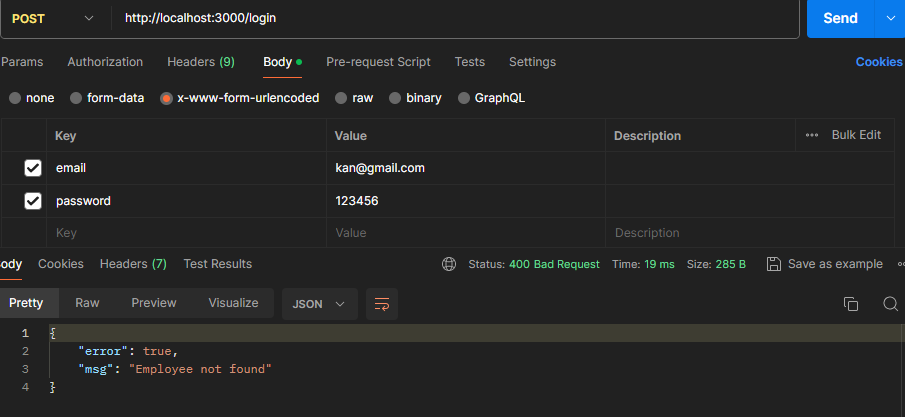 POST http://localhost:3000/login Send
Params Authorization Headers (9) Body Pre-request Script Tests Settings Cookies
none form-data x-www-form-urlencoded raw binary GraphQL
Key Value Description Bulk Edit
email kan@gmail.com
password 123456
Key Value Description
ody Cookies Headers (7) Test Results Status: 400 Bad Request Time: 19 ms Size: 285 B Save as example
Pretty Raw Preview Visualize JSON
1 {
2 "error": true,
3 "msg": "Employee not found"
4 }